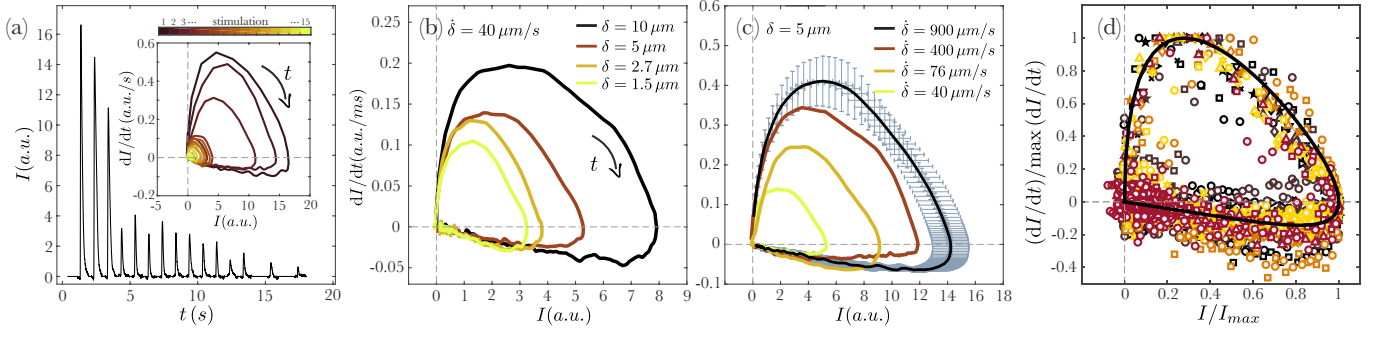 (a)
1 2 3 ··· stimulation ··· 15
I(a.u.)
16
14
12
10
8
6
4
2
0
0 5 10 15 20
t(s)
dI/dt(a.u./s)
0.6
0.4
0.2
0
-0.2
0 5 10 15 20
I(a.u.)
t
(b)
δ̇ = 40 μm/s
δ = 10 μm
δ = 5 μm
δ = 2.7 μm
δ = 1.5 μm
t
dI/dt(a.u./ms)
0.25
0.20
0.15
0.10
0.05
0
-0.05
0 1 2 3 4 5 6 7 8 9
I(a.u.)
(c)
δ = 5 μm
δ̇ = 900 μm/s
δ̇ = 400 μm/s
δ̇ = 76 μm/s
δ̇ = 40 μm/s
0.6
0.5
0.4
0.3
0.2
0.1
0
-0.1
0 2 4 6 8 10 12 14 16 18
I(a.u.)
(d)
(dI/dt)/max (dI/dt)
1
0.8
0.6
0.4
0.2
0
-0.2
-0.4
0 0.2 0.4 0.6 0.8 1
I/Imax